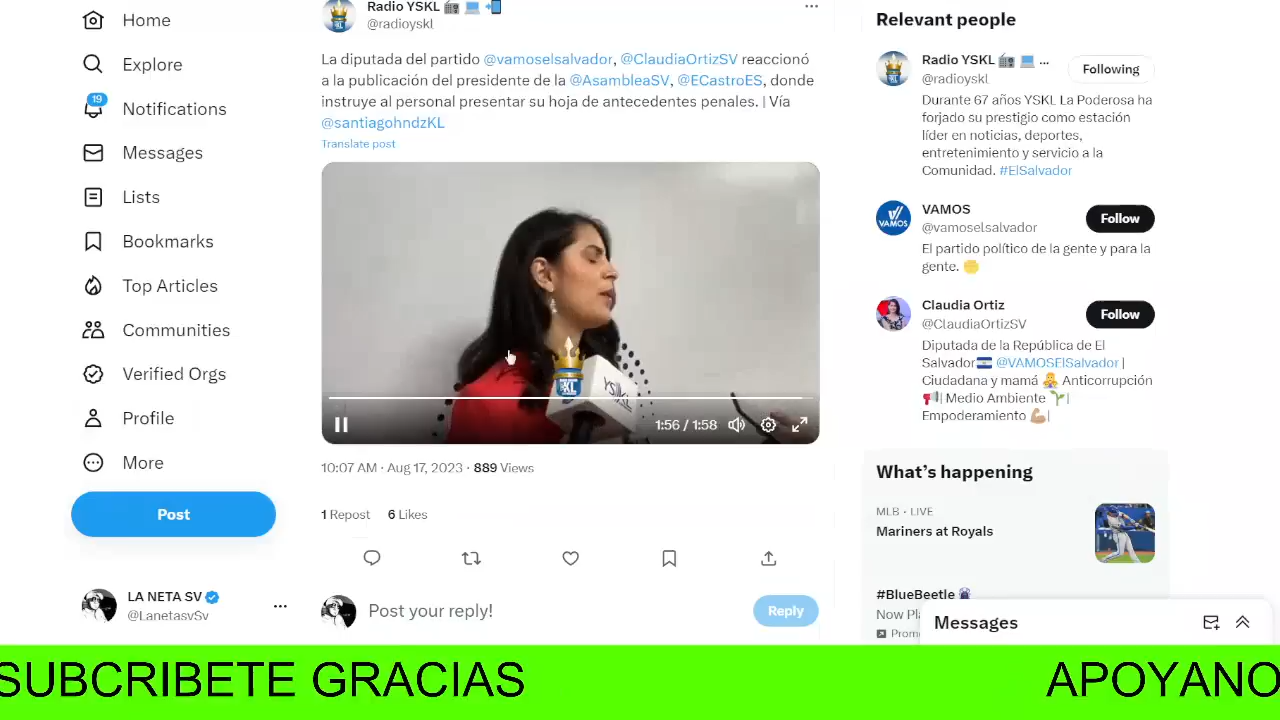 Home
Explore
19
Notifications
Messages
Lists
Bookmarks
Top Articles
Communities
Verified Orgs
Profile
More
Post
LA NETA SV
@LanetasvSv
Radio YSKL
@radioyskl
La diputada del partido @vamoselsalvador, @ClaudiaOrtizSV reaccionó
a la publicación del presidente de la @AsambleaSV, @ECastroES, donde
instruye al personal presentar su hoja de antecedentes penales. | Vía
@santiagohndzKL
Translate post
KL
YSKL
1:56 / 1:58
10:07 AM · Aug 17, 2023 · 889 Views
1 Repost 6 Likes
Post your reply!
Reply
Relevant people
Radio YSKL ...
@radioyskl
Following
Durante 67 años YSKL La Poderosa ha
forjado su prestigio como estación
líder en noticias, deportes,
entretenimiento y servicio a la
Comunidad. #ElSalvador
VAMOS
VAMOS
@vamoselsalvador
Follow
El partido político de la gente y para la
gente.
Claudia Ortiz
@ClaudiaOrtizSV
Follow
Diputada de la República de El
Salvador @VAMOSElSalvador |
Ciudadana y mamá Anticorrupción
| Medio Ambiente |
Empoderamiento |
What's happening
MLB · LIVE
Mariners at Royals
#BlueBeetle
Now Pla
Promo
Messages
SUBCRIBETE GRACIAS
APOYANO